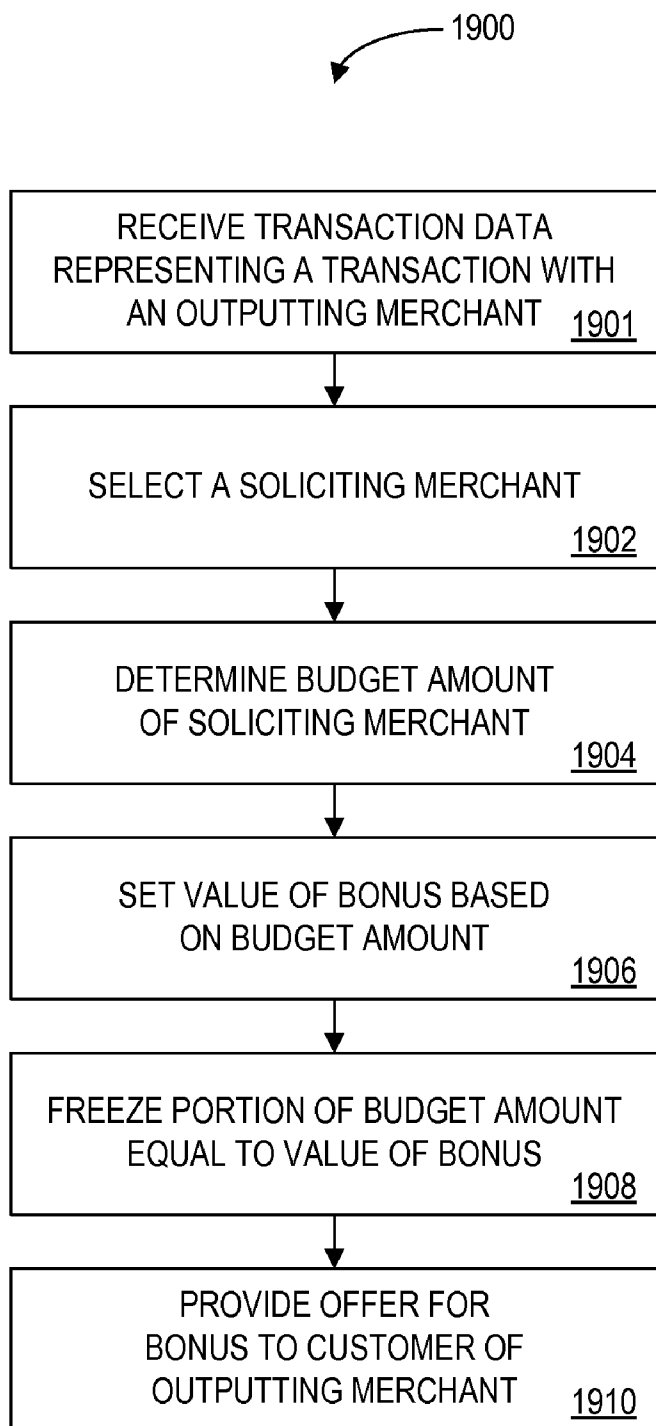 1900
RECEIVE TRANSACTION DATA
REPRESENTING A TRANSACTION WITH
AN OUTPUTTING MERCHANT
1901
SELECT A SOLICITING MERCHANT
1902
DETERMINE BUDGET AMOUNT
OF SOLICITING MERCHANT
1904
SET VALUE OF BONUS BASED
ON BUDGET AMOUNT
1906
FREEZE PORTION OF BUDGET AMOUNT
EQUAL TO VALUE OF BONUS
1908
PROVIDE OFFER FOR
BONUS TO CUSTOMER OF
OUTPUTTING MERCHANT
1910